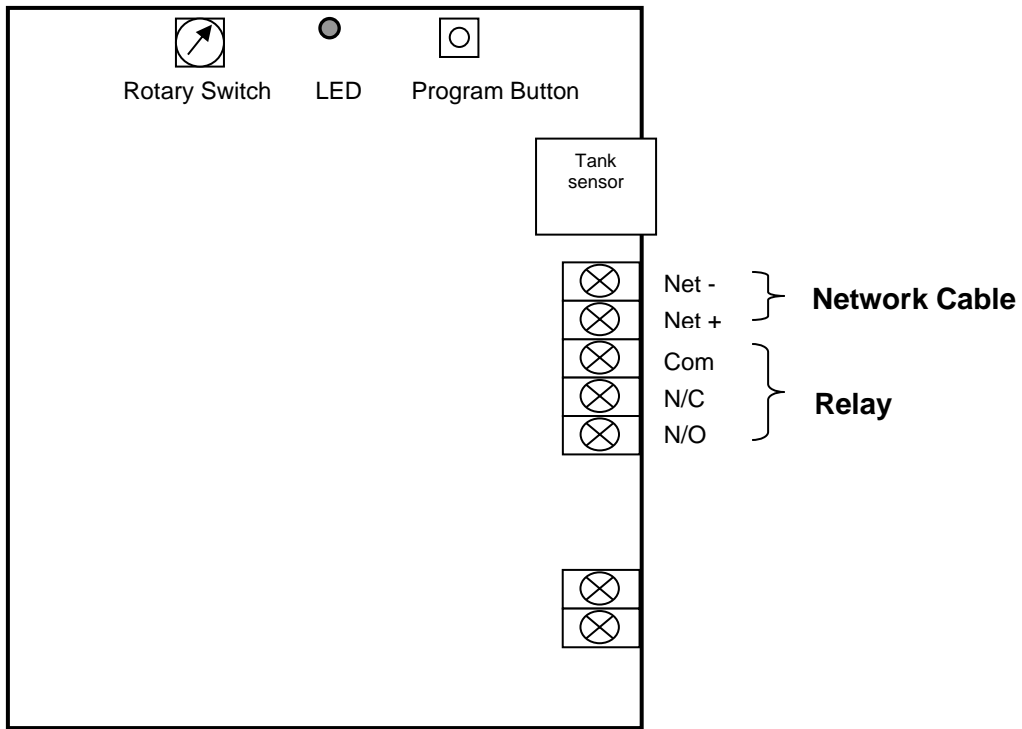 Rotary Switch LED Program Button
Tank
sensor
Net -
Net +
Network Cable
Com
N/C
N/O
Relay